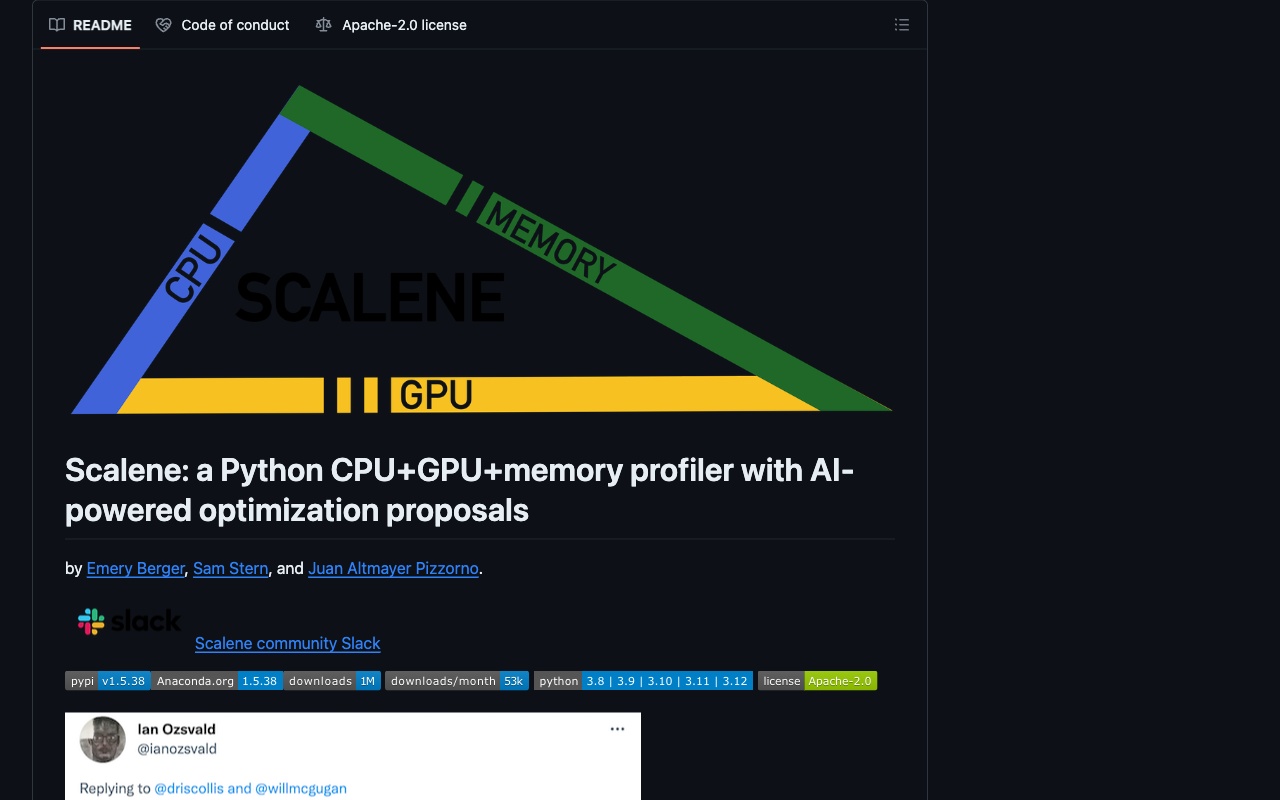 README
Code of conduct
Apache-2.0 license
MEMORY
CPU
SCALENE
GPU
Scalene: a Python CPU+GPU+memory profiler with AI-
powered optimization proposals
by Emery Berger, Sam Stern, and Juan Altmayer Pizzorno.
slack
Scalene community Slack
pypi v1.5.38 Anaconda.org 1.5.38 downloads 1M downloads/month 53k python 3.8 | 3.9 | 3.10 | 3.11 | 3.12 license Apache-2.0
Ian Ozsvald
@ianozsvald
Replying to @driscollis and @willmcgugan